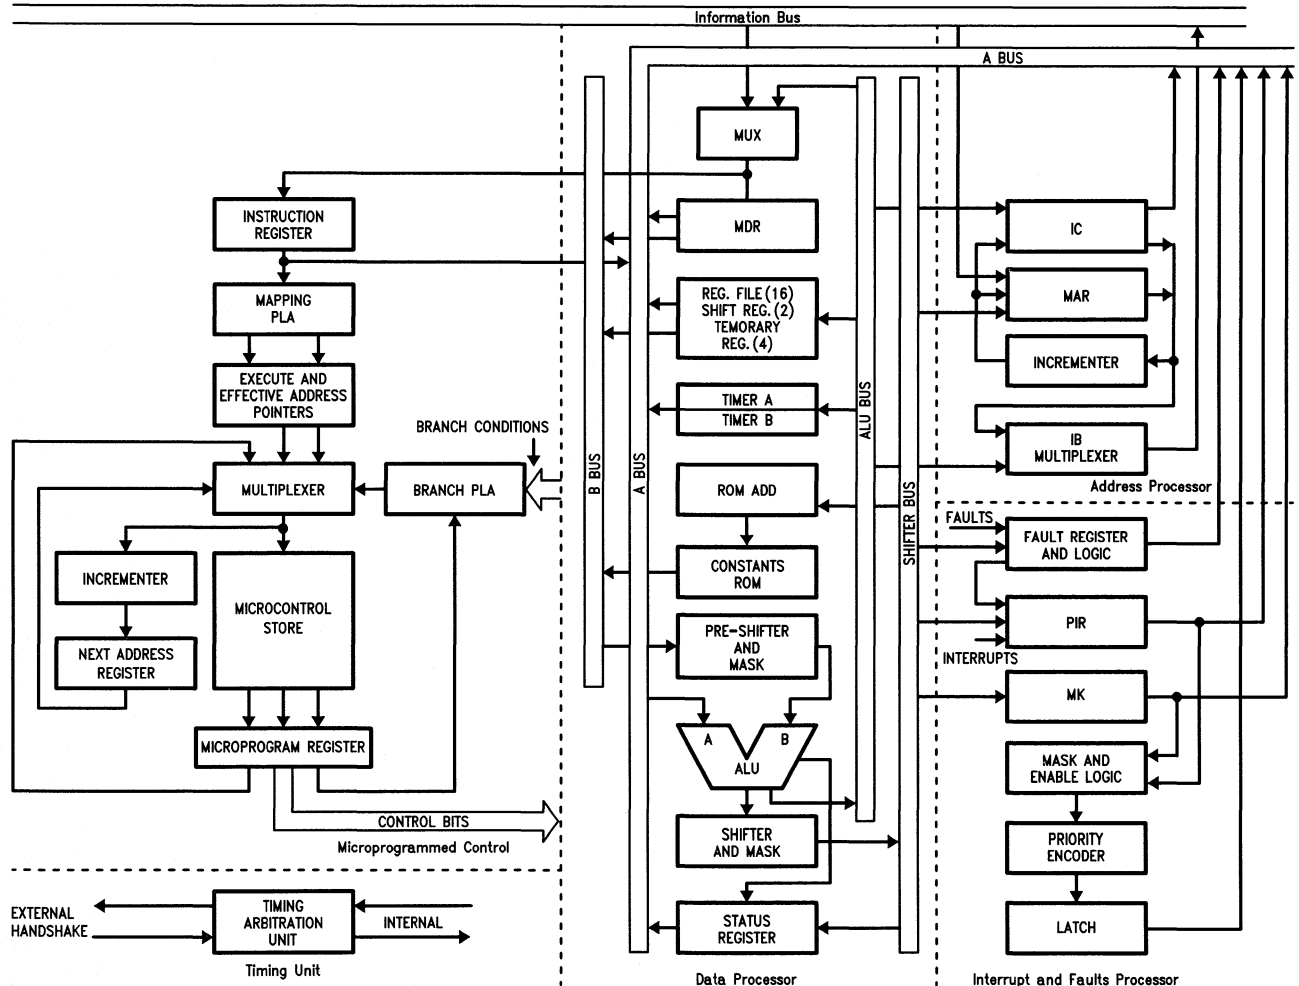 Information Bus
A BUS
MUX
INSTRUCTION
REGISTER
MDR
IC
MAPPING
PLA
REG. FILE(16)
SHIFT REG.(2)
TEMORARY
REG.(4)
MAR
INCREMENTER
EXECUTE AND
EFFECTIVE ADDRESS
POINTERS
TIMER A
TIMER B
ALU BUS
BRANCH CONDITIONS
B BUS
A BUS
IB
MULTIPLEXER
Address Processor
MULTIPLEXER
BRANCH PLA
ROM ADD
SHIFTER BUS
FAULTS
FAULT REGISTER
AND LOGIC
INCREMENTER
MICROCONTROL
STORE
CONSTANTS
ROM
PIR
INTERRUPTS
NEXT ADDRESS
REGISTER
PRE-SHIFTER
AND
MASK
MK
MICROPROGRAM REGISTER
A
B
ALU
MASK AND
ENABLE LOGIC
CONTROL BITS
Microprogrammed Control
SHIFTER
AND MASK
PRIORITY
ENCODER
EXTERNAL
HANDSHAKE
TIMING
ARBITRATION
UNIT
INTERNAL
STATUS
REGISTER
LATCH
Timing Unit
Data Processor
Interrupt and Faults Processor